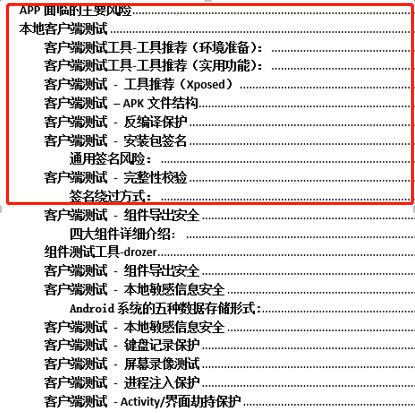 APP 面临的主要风险
本地客户端测试
客户端测试工具-工具推荐（环境准备）：
客户端测试工具-工具推荐（实用功能）：
客户端测试 - 工具推荐（Xposed）
客户端测试 – APK 文件结构
客户端测试 - 反编译保护
客户端测试 - 安装包签名
通用签名风险：
客户端测试 - 完整性校验
签名绕过方式：
客户端测试 - 组件导出安全
四大组件详细介绍：
组件测试工具-drozer
客户端测试 - 组件导出安全
客户端测试 - 本地敏感信息安全
Android 系统的五种数据存储形式：
客户端测试 - 本地敏感信息安全
客户端测试 - 键盘记录保护
客户端测试 - 屏幕录像测试
客户端测试 - 进程注入保护
客户端测试 - Activity/界面劫持保护